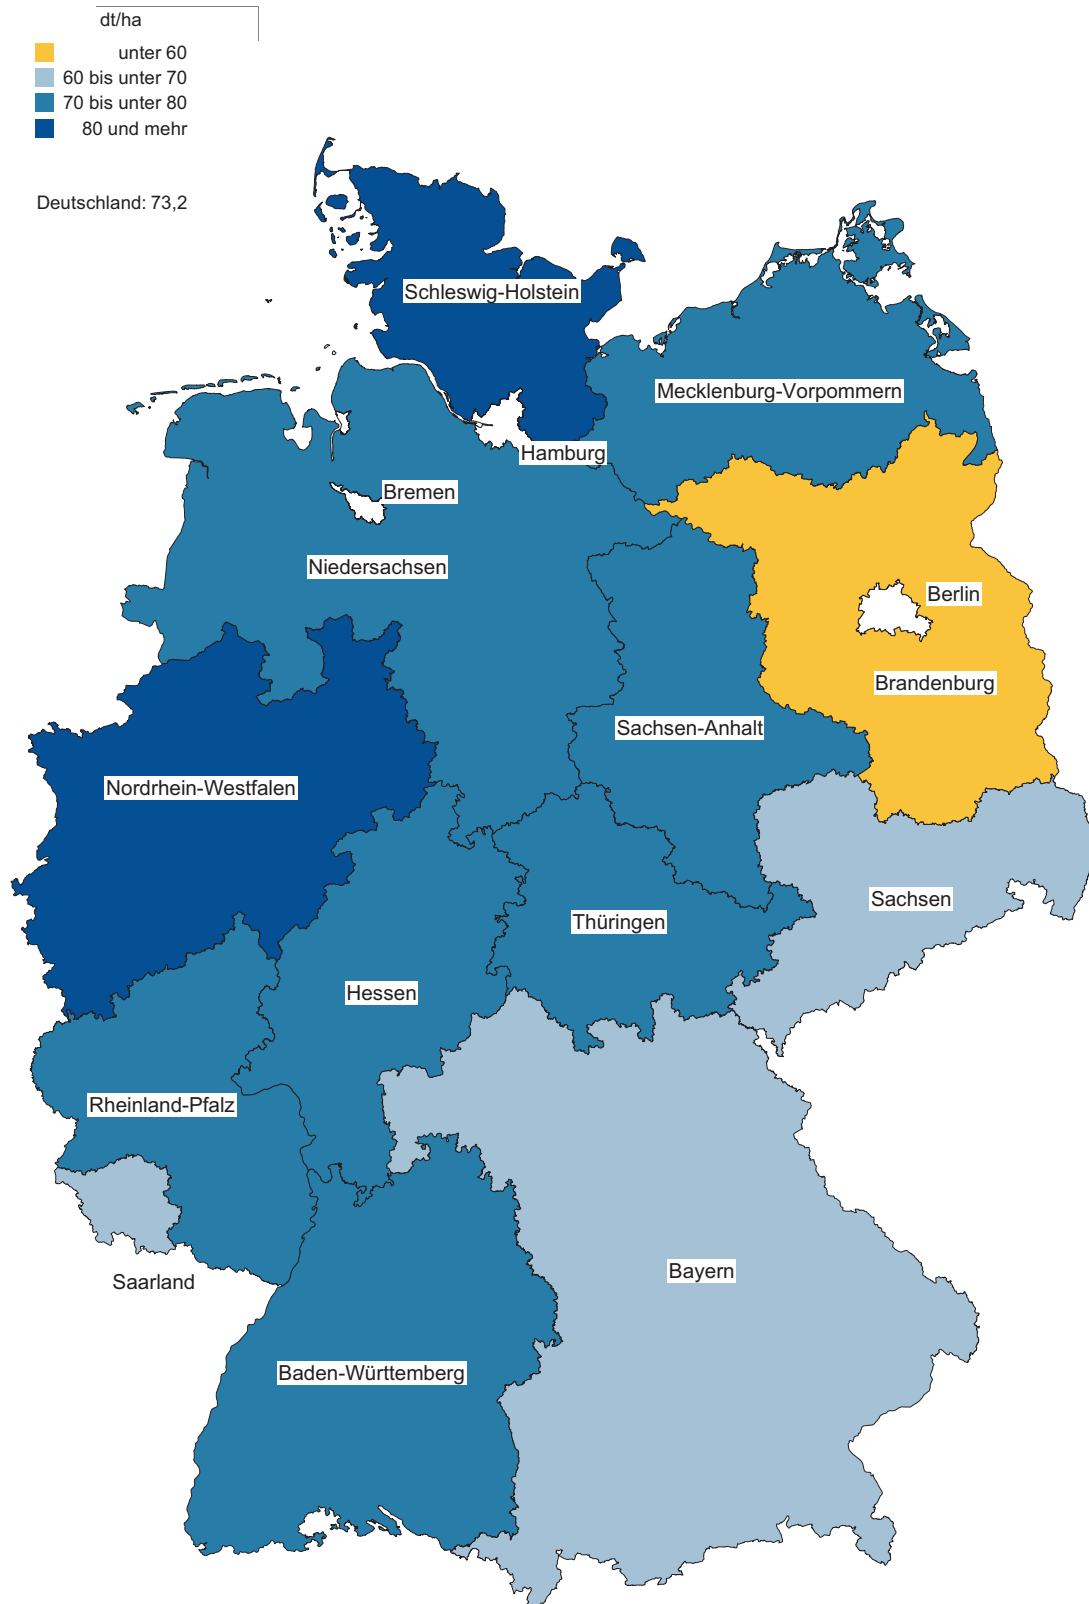 dt/ha
unter 60
60 bis unter 70
70 bis unter 80
80 und mehr
Deutschland: 73,2
Schleswig-Holstein
Mecklenburg-Vorpommern
Hamburg
Bremen
Niedersachsen
Berlin
Brandenburg
Sachsen-Anhalt
Nordrhein-Westfalen
Sachsen
Thüringen
Hessen
Rheinland-Pfalz
Bayern
Saarland
Baden-Württemberg